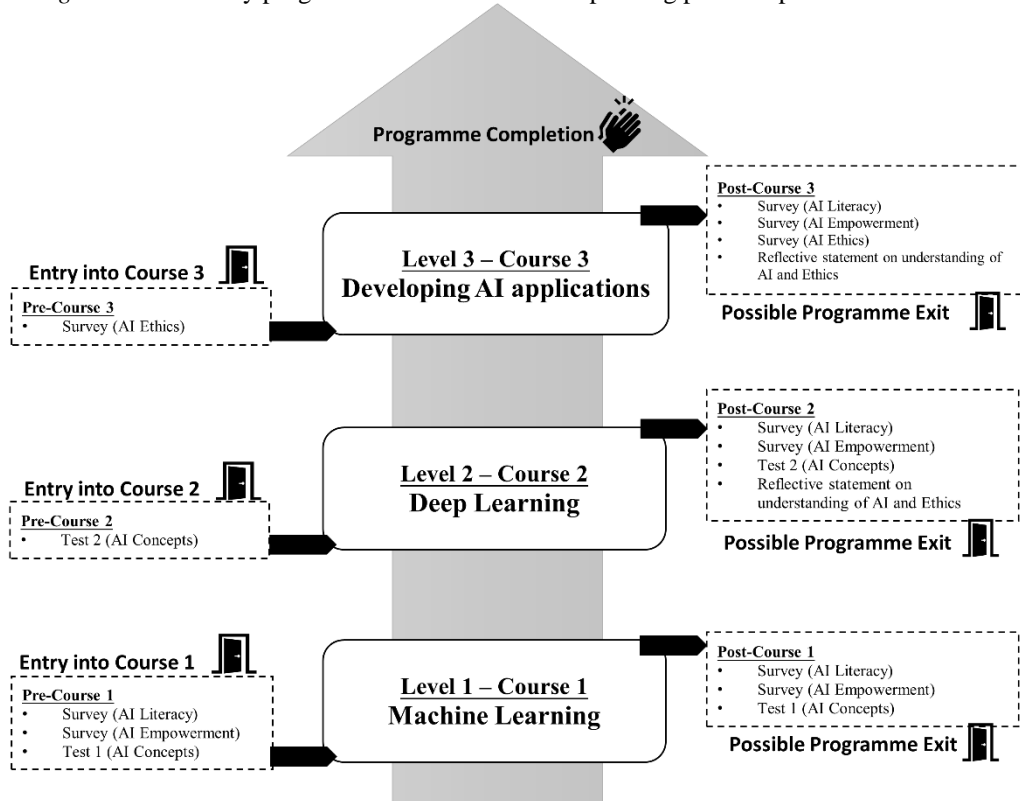 Programme Completion
Post-Course 3
• Survey (AI Literacy)
• Survey (AI Empowerment)
• Survey (AI Ethics)
• Reflective statement on understanding of
AI and Ethics
Possible Programme Exit
Level 3 – Course 3
Developing AI applications
Entry into Course 3
Pre-Course 3
• Survey (AI Ethics)
Post-Course 2
• Survey (AI Literacy)
• Survey (AI Empowerment)
• Test 2 (AI Concepts)
• Reflective statement on
understanding of AI and Ethics
Possible Programme Exit
Level 2 – Course 2
Deep Learning
Entry into Course 2
Pre-Course 2
• Test 2 (AI Concepts)
Post-Course 1
• Survey (AI Literacy)
• Survey (AI Empowerment)
• Test 1 (AI Concepts)
Possible Programme Exit
Level 1 – Course 1
Machine Learning
Entry into Course 1
Pre-Course 1
• Survey (AI Literacy)
• Survey (AI Empowerment)
• Test 1 (AI Concepts)